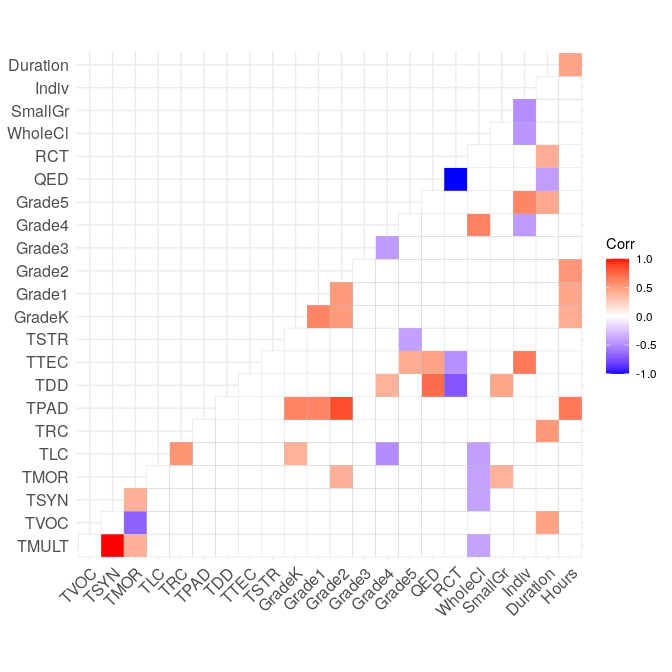 Duration
Indiv
SmallGr
WholeCl
RCT
QED
Grade5
Grade4
Grade3
Grade2
Grade1
GradeK
TSTR
TTEC
TDD
TPAD
TRC
TLC
TMOR
TSYN
TVOC
TMULT
TVOC
TSYN
TMOR
TLC
TRC
TPAD
TDD
TTEC
TSTR
GradeK
Grade1
Grade2
Grade3
Grade4
Grade5
QED
RCT
WholeCl
SmallGr
Indiv
Duration
Hours
Corr
1.0
0.5
0.0
-0.5
-1.0